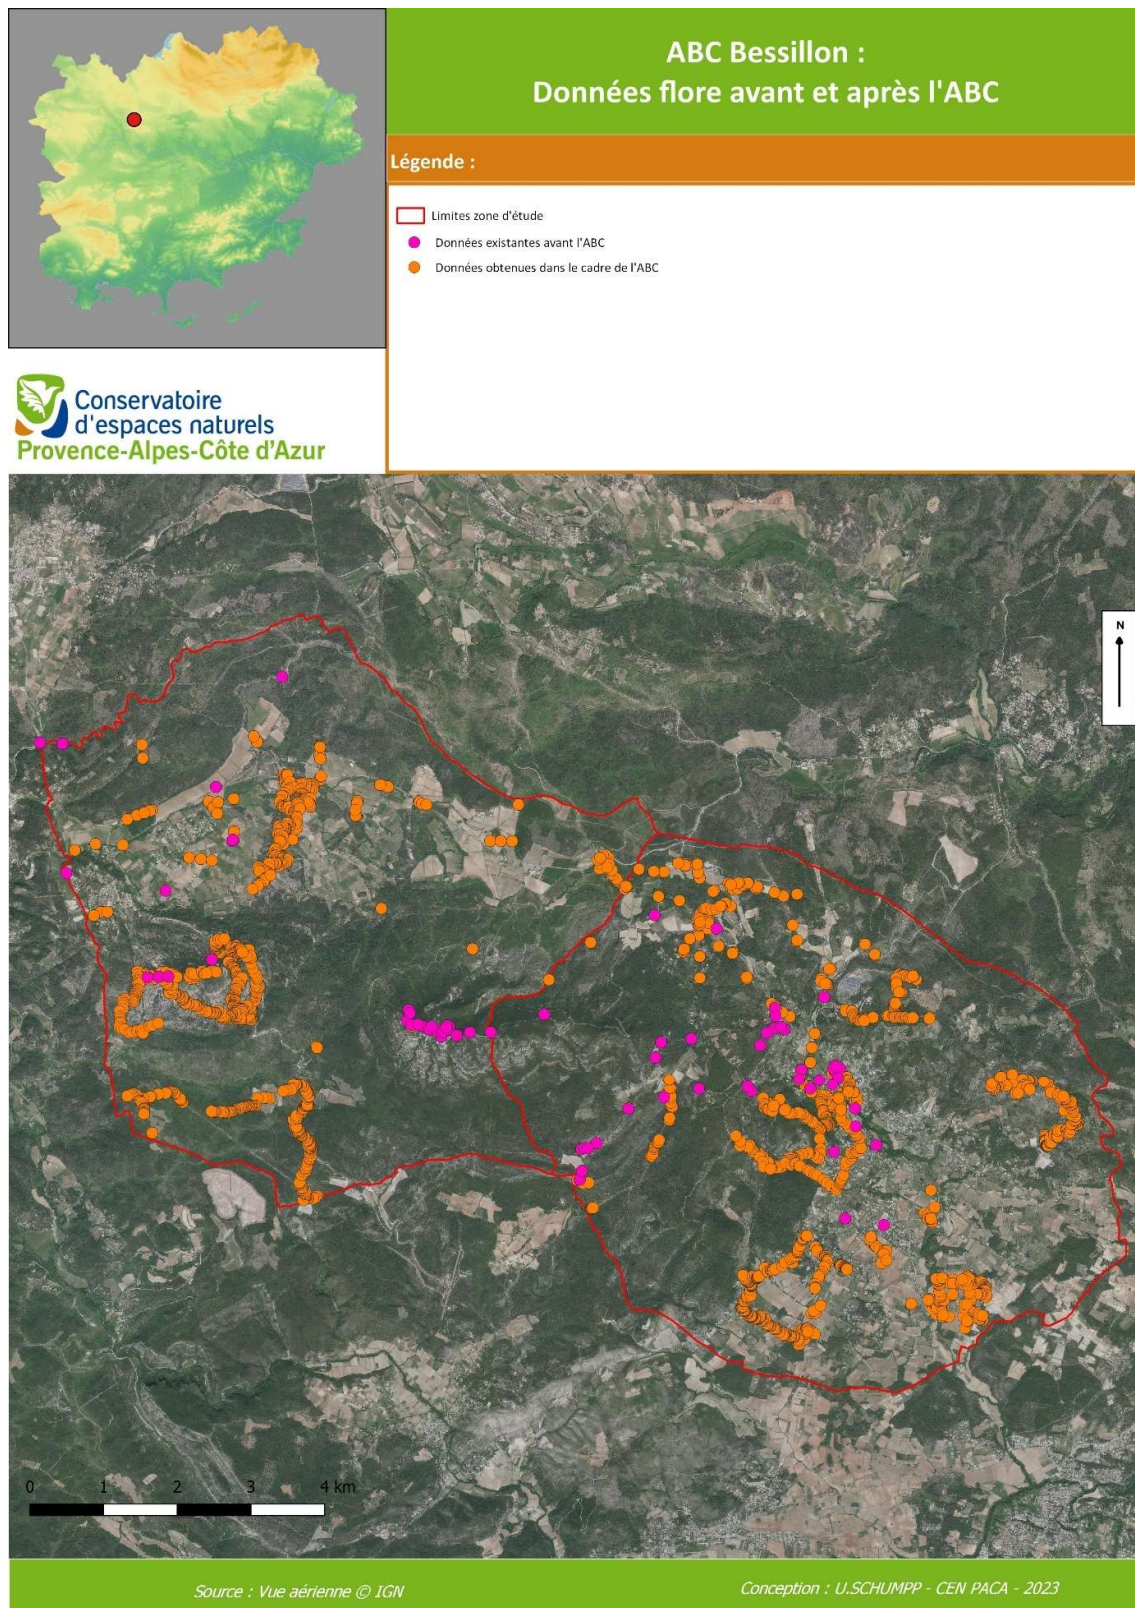 ABC Bessillon :
Données flore avant et après l'ABC
Légende :
Limites zone d'étude
Données existantes avant l'ABC
Données obtenues dans le cadre de l'ABC
Conservatoire
d'espaces naturels
Provence-Alpes-Côte d'Azur
N
0 1 2 3 4 km
Source : Vue aérienne © IGN
Conception : U.SCHUMPP - CEN PACA - 2023